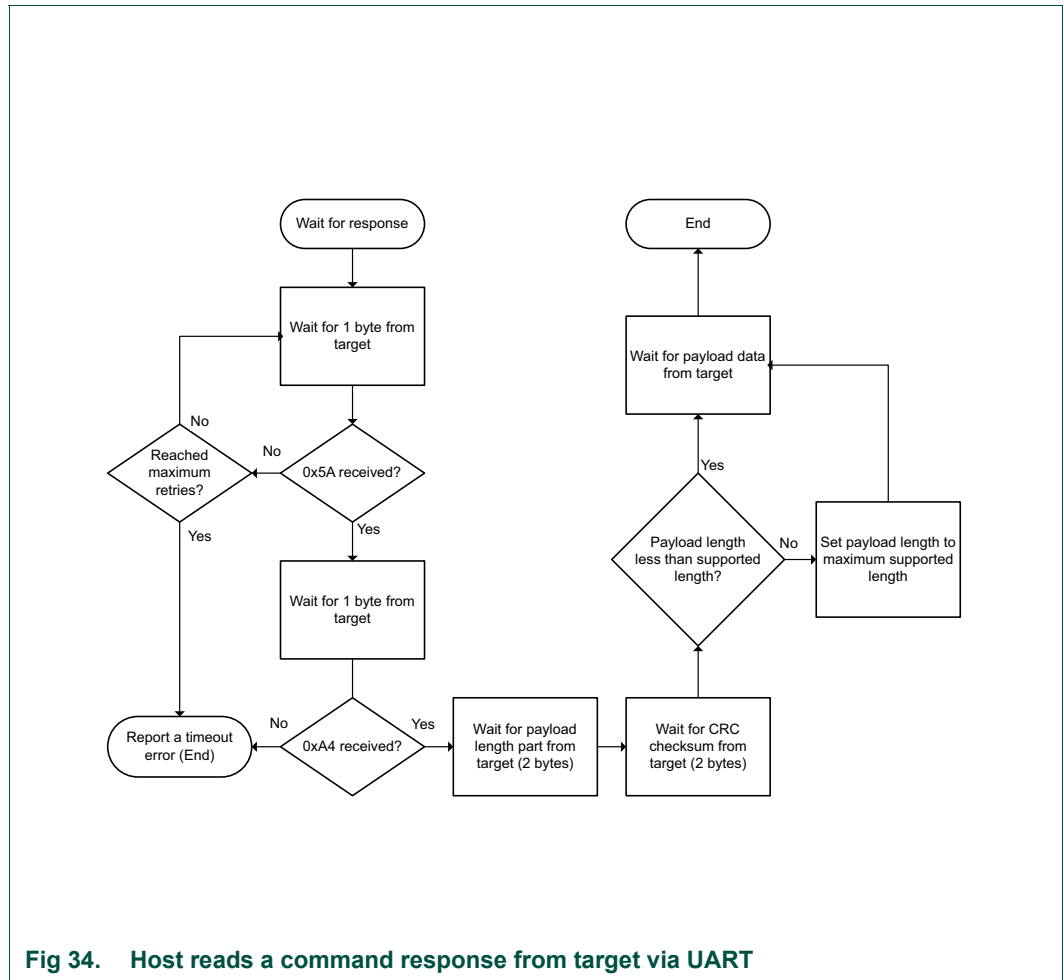 Wait for response
Wait for 1 byte from
target
No
Reached
maximum
retries?
No
0x5A received?
Yes
Yes
Wait for 1 byte from
target
Report a timeout
error (End)
No
0xA4 received?
Yes
Wait for payload
length part from
target (2 bytes)
Wait for CRC
checksum from
target (2 bytes)
Payload length
less than supported
length?
Yes
No
Set payload length to
maximum supported
length
Wait for payload data
from target
End
Fig 34. Host reads a command response from target via UART